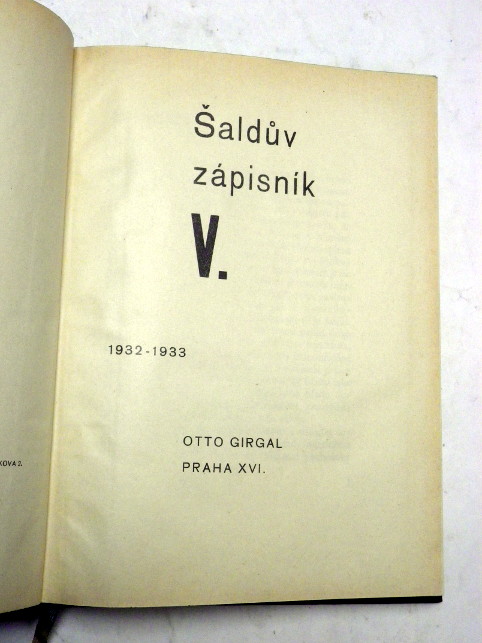 Šaldův
zápisník
V.
1932-1933
OTTO GIRGAL
PRAHA XVI.